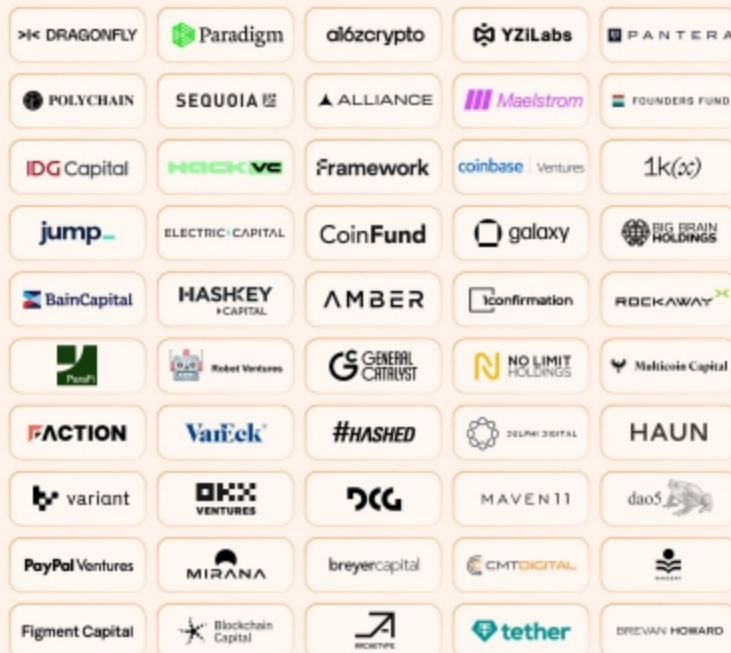 DRAGONFLY
Paradigm
a16zcrypto
YZiLabs
PANTERA
POLYCHAIN
SEQUOIA
ALLIANCE
Maelstrom
FOUNDERS FUND
IDG Capital
HACK VC
Framework
coinbase | Ventures
1k(x)
jump_
ELECTRIC CAPITAL
CoinFund
galaxy
BIG BRAIN
HOLDINGS
BainCapital
HASHKEY
CAPITAL
AMBER
1confirmation
ROCKAWAY
ParaFi
Robot Ventures
GC GENERAL
CATALYST
NO LIMIT
HOLDINGS
Multicoin Capital
FACTION
VanEck
#HASHED
DELPHI DIGITAL
HAUN
variant
OKX
VENTURES
DCG
MAVEN11
dao5
PayPal Ventures
MIRANA
breyercapital
CMTDIGITAL
Figment Capital
Blockchain
Capital
ARCHETYPE
tether
BREVAN HOWARD